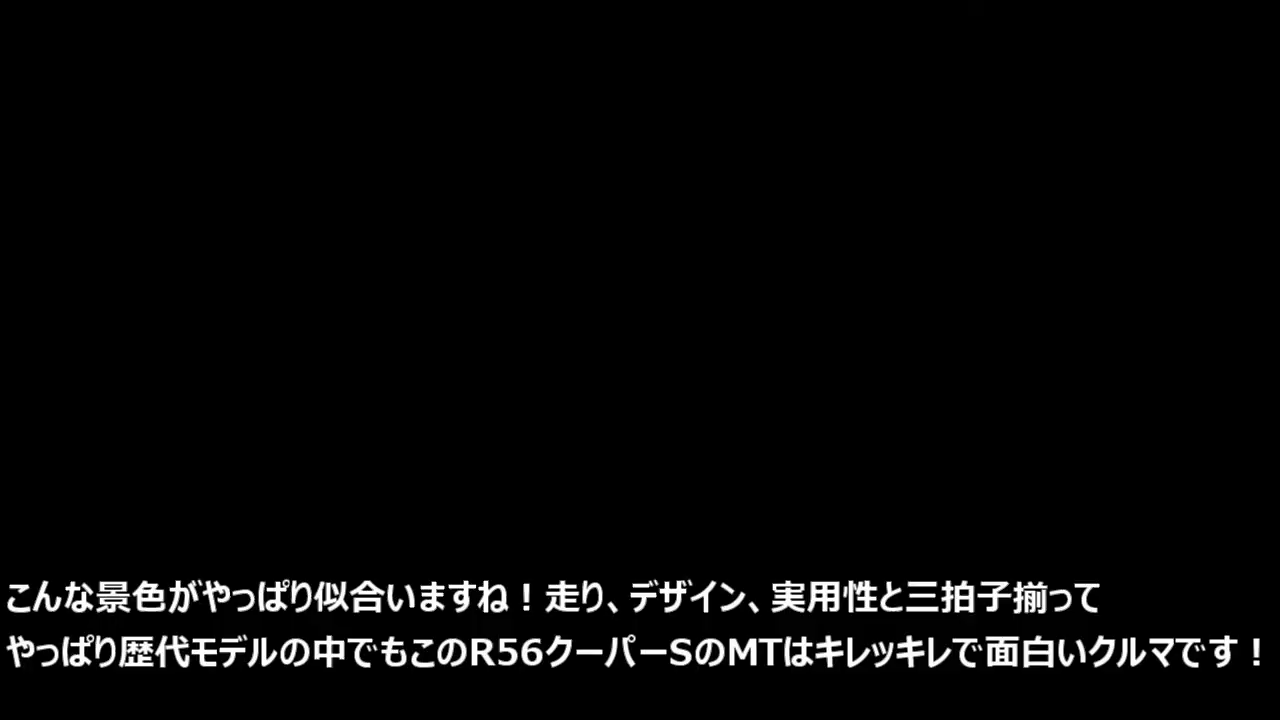 こんな景色がやっぱり似合いますね！走り、デザイン、実用性と三拍子揃って
やっぱり歴代モデルの中でもこのR56クーパーSのMTはキレッキレで面白いクルマです！